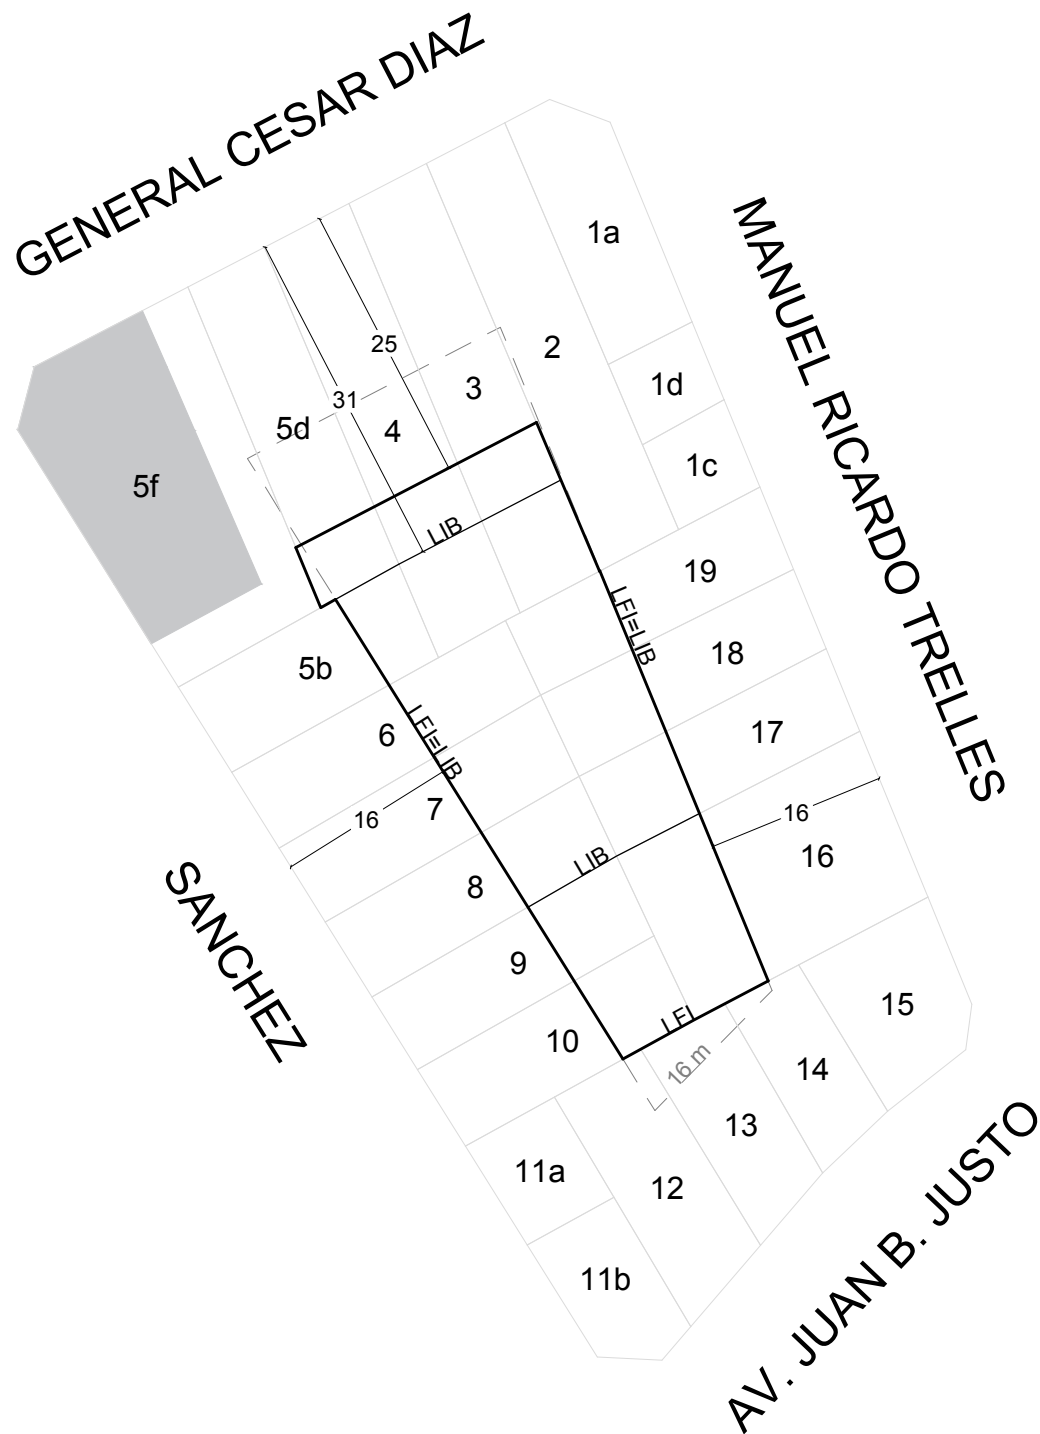 GENERAL CESAR DIAZ
MANUEL RICARDO TRELLES
1a
25
2
1d
3
31
5d
4
1c
5f
LIB
19
LFI=LIB
18
5b
LFI=LIB
6
17
7
16
16
LIB
16
8
SANCHEZ
9
15
LFI
10
16 m
14
13
11a
12
11b
AV. JUAN B. JUSTO